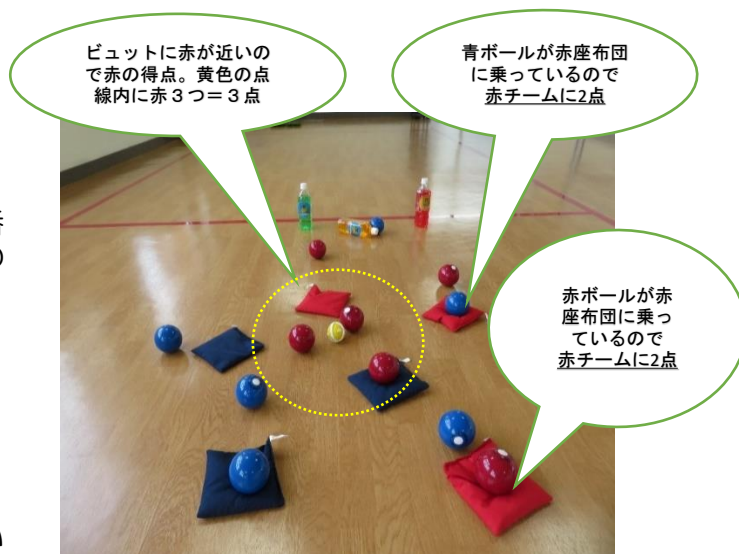 ビュットに赤が近いの
で赤の得点。黄色の点
線内に赤３つ＝３点
青ボールが赤座布団
に乗っているので
赤チームに2点
赤ボールが赤
座布団に乗っ
ているので
赤チームに2点
の